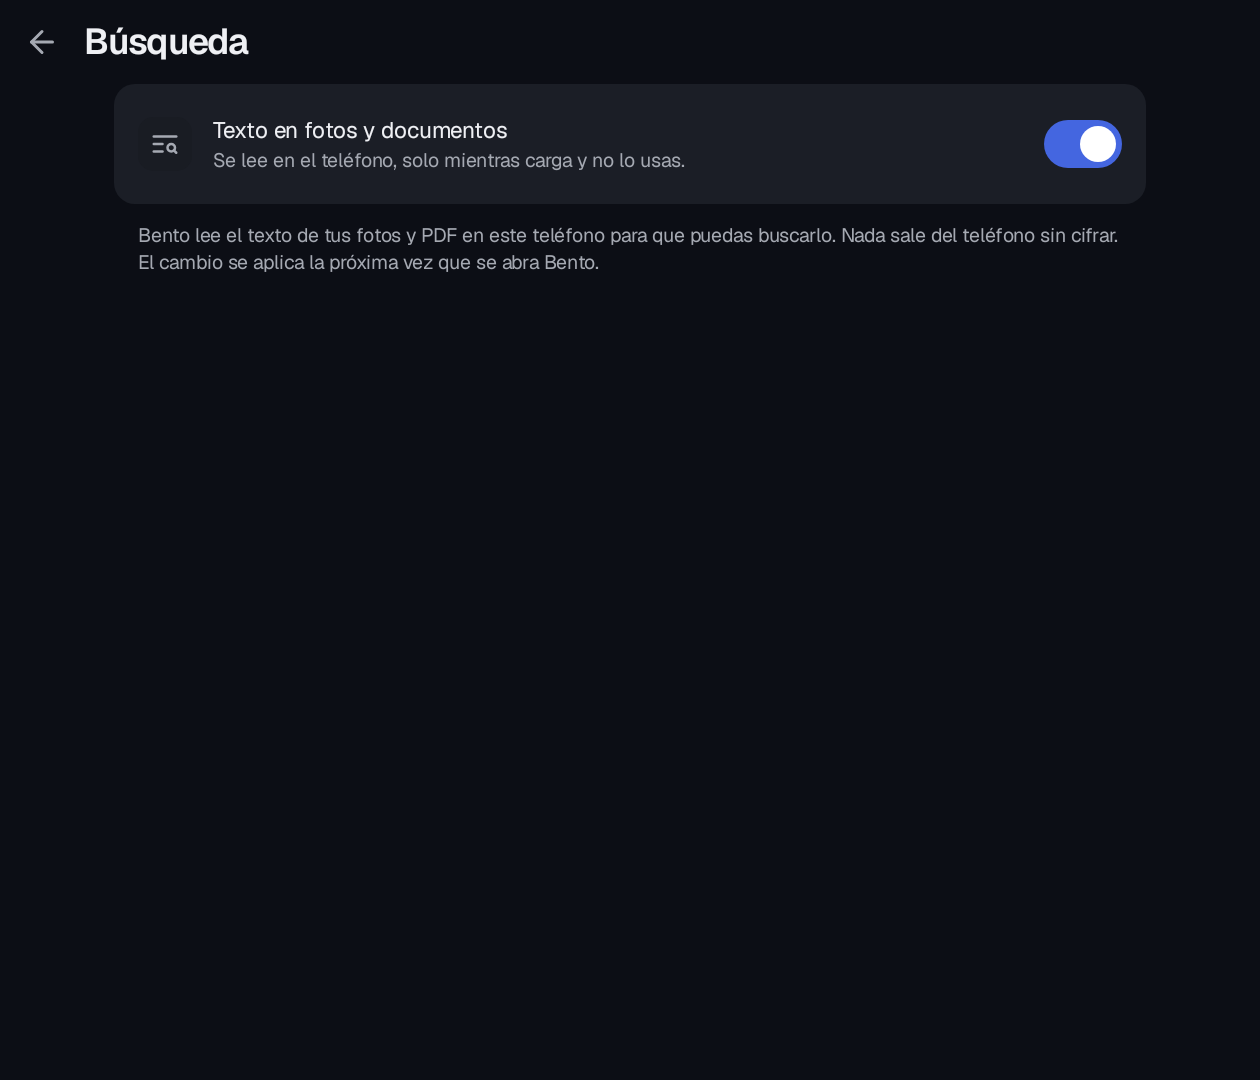 Búsqueda
Texto en fotos y documentos
Se lee en el teléfono, solo mientras carga y no lo usas.
Bento lee el texto de tus fotos y PDF en este teléfono para que puedas buscarlo. Nada sale del teléfono sin cifrar.
El cambio se aplica la próxima vez que se abra Bento.